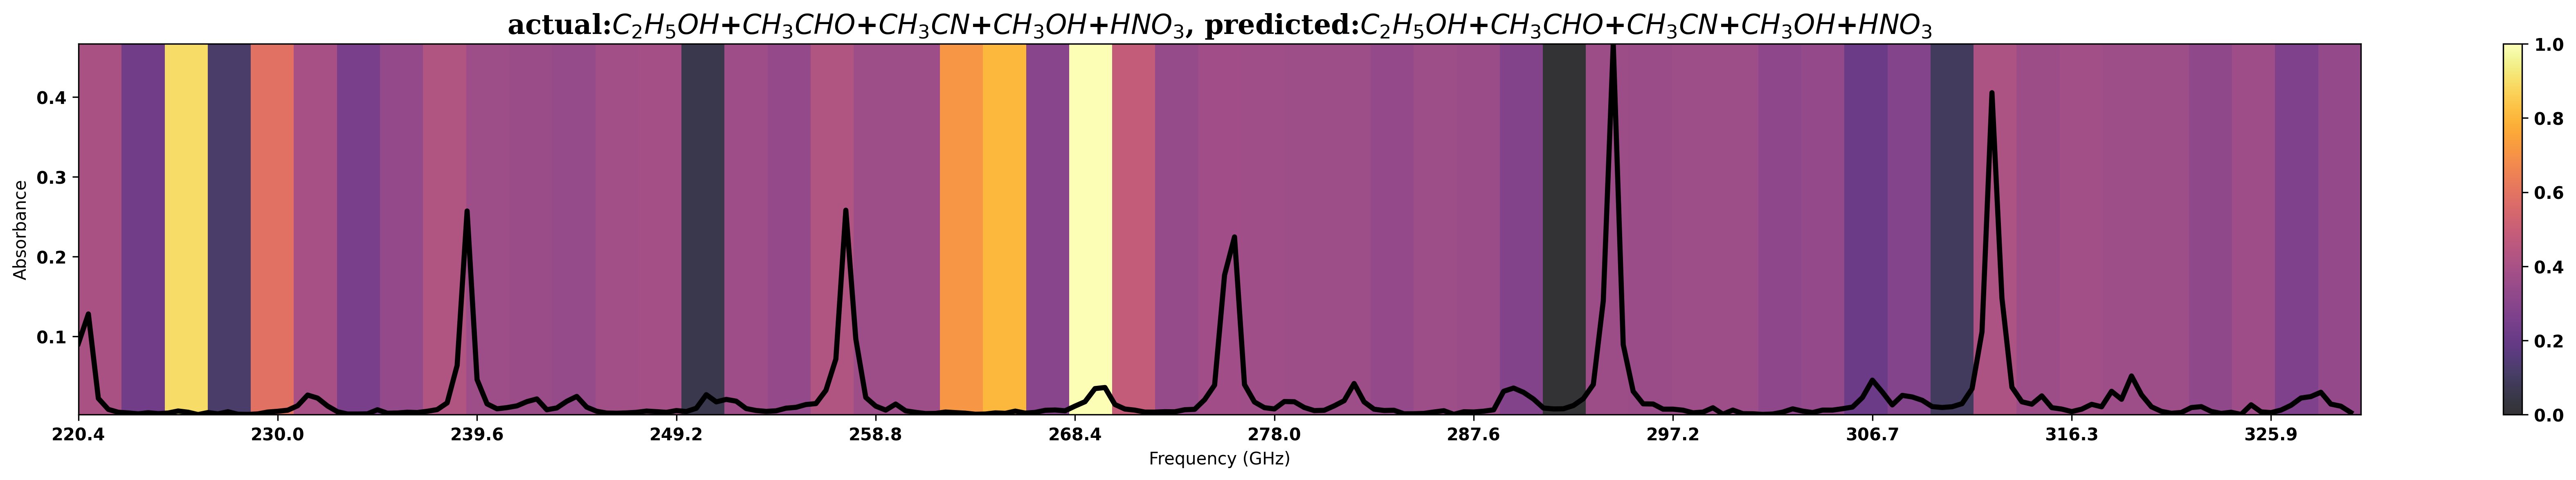 actual:C₂H₅OH+CH₃CHO+CH₃CN+CH₃OH+HNO₃, predicted:C₂H₅OH+CH₃CHO+CH₃CN+CH₃OH+HNO₃
Absorbance
0.4
0.3
0.2
0.1
220.4 230.0 239.6 249.2 258.8 268.4 278.0 287.6 297.2 306.7 316.3 325.9
Frequency (GHz)
1.0
0.8
0.6
0.4
0.2
0.0